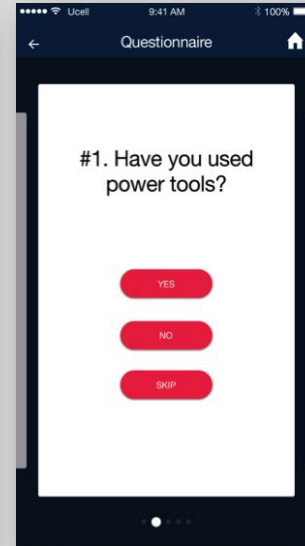 Ucell 9:41 AM 100%
Questionnaire
#1. Have you used
power tools?
YES
NO
SKIP